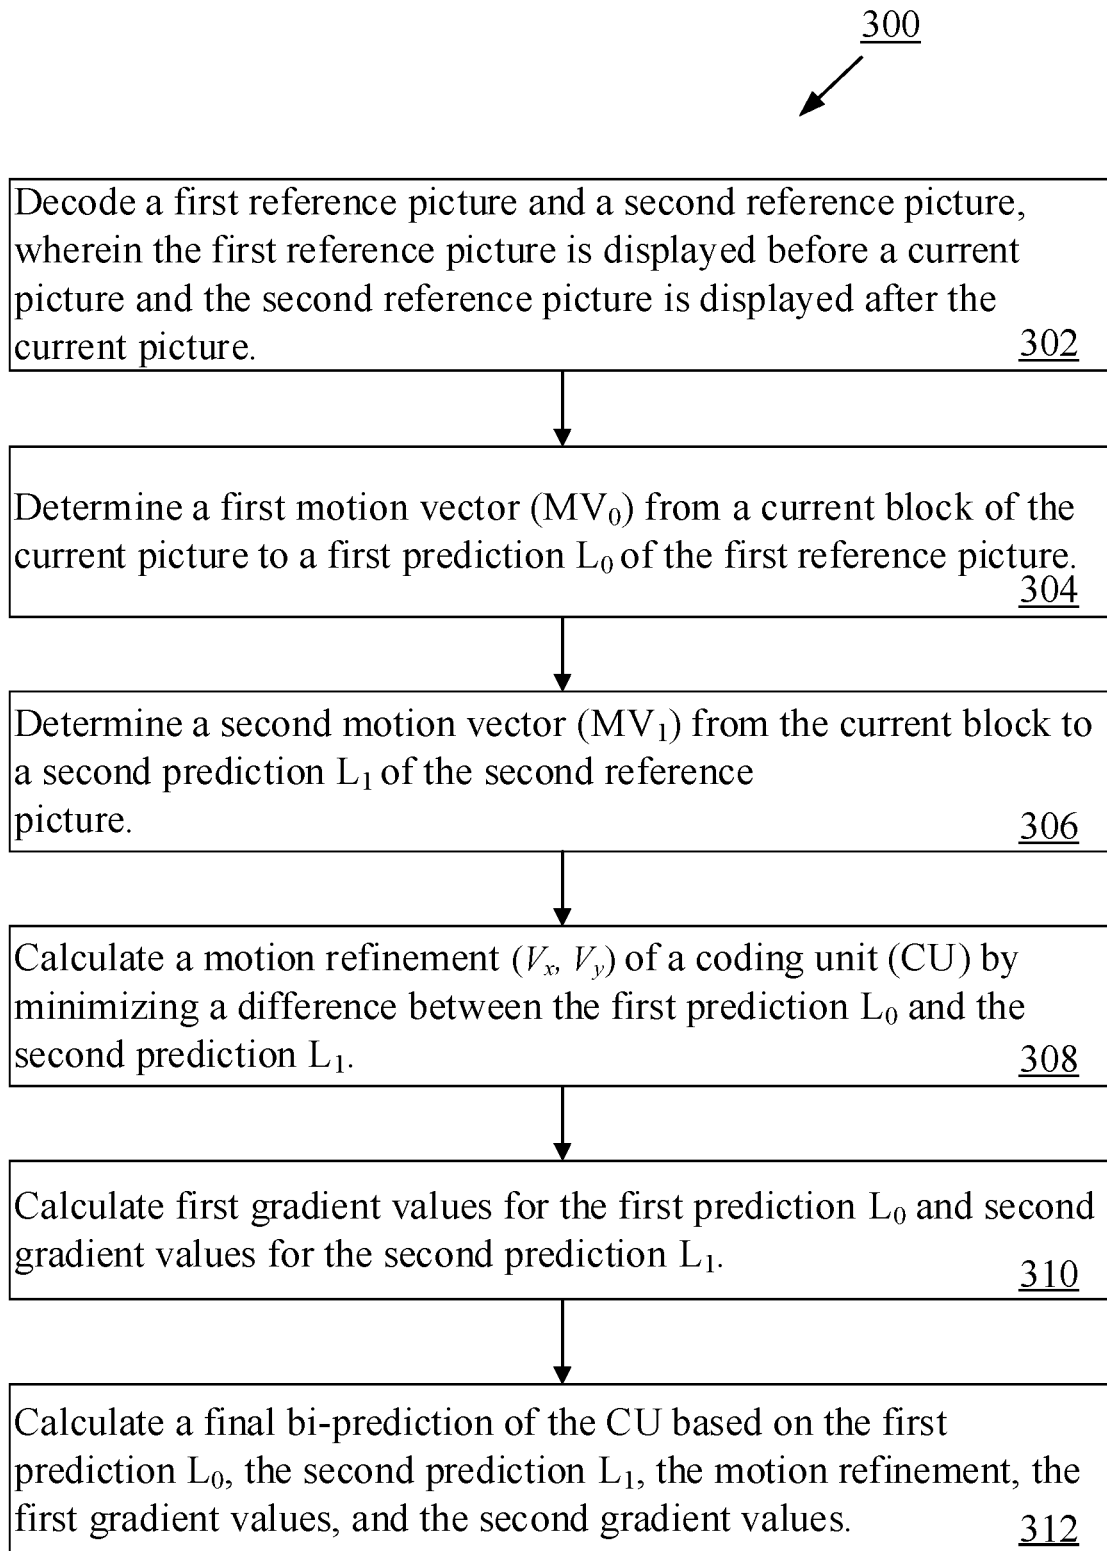 300
Decode a first reference picture and a second reference picture,
wherein the first reference picture is displayed before a current
picture and the second reference picture is displayed after the
current picture.
302
Determine a first motion vector (MV₀) from a current block of the
current picture to a first prediction L₀ of the first reference picture.
304
Determine a second motion vector (MV₁) from the current block to
a second prediction L₁ of the second reference
picture.
306
Calculate a motion refinement (Vₓ, Vᵧ) of a coding unit (CU) by
minimizing a difference between the first prediction L₀ and the
second prediction L₁.
308
Calculate first gradient values for the first prediction L₀ and second
gradient values for the second prediction L₁.
310
Calculate a final bi-prediction of the CU based on the first
prediction L₀, the second prediction L₁, the motion refinement, the
first gradient values, and the second gradient values.
312